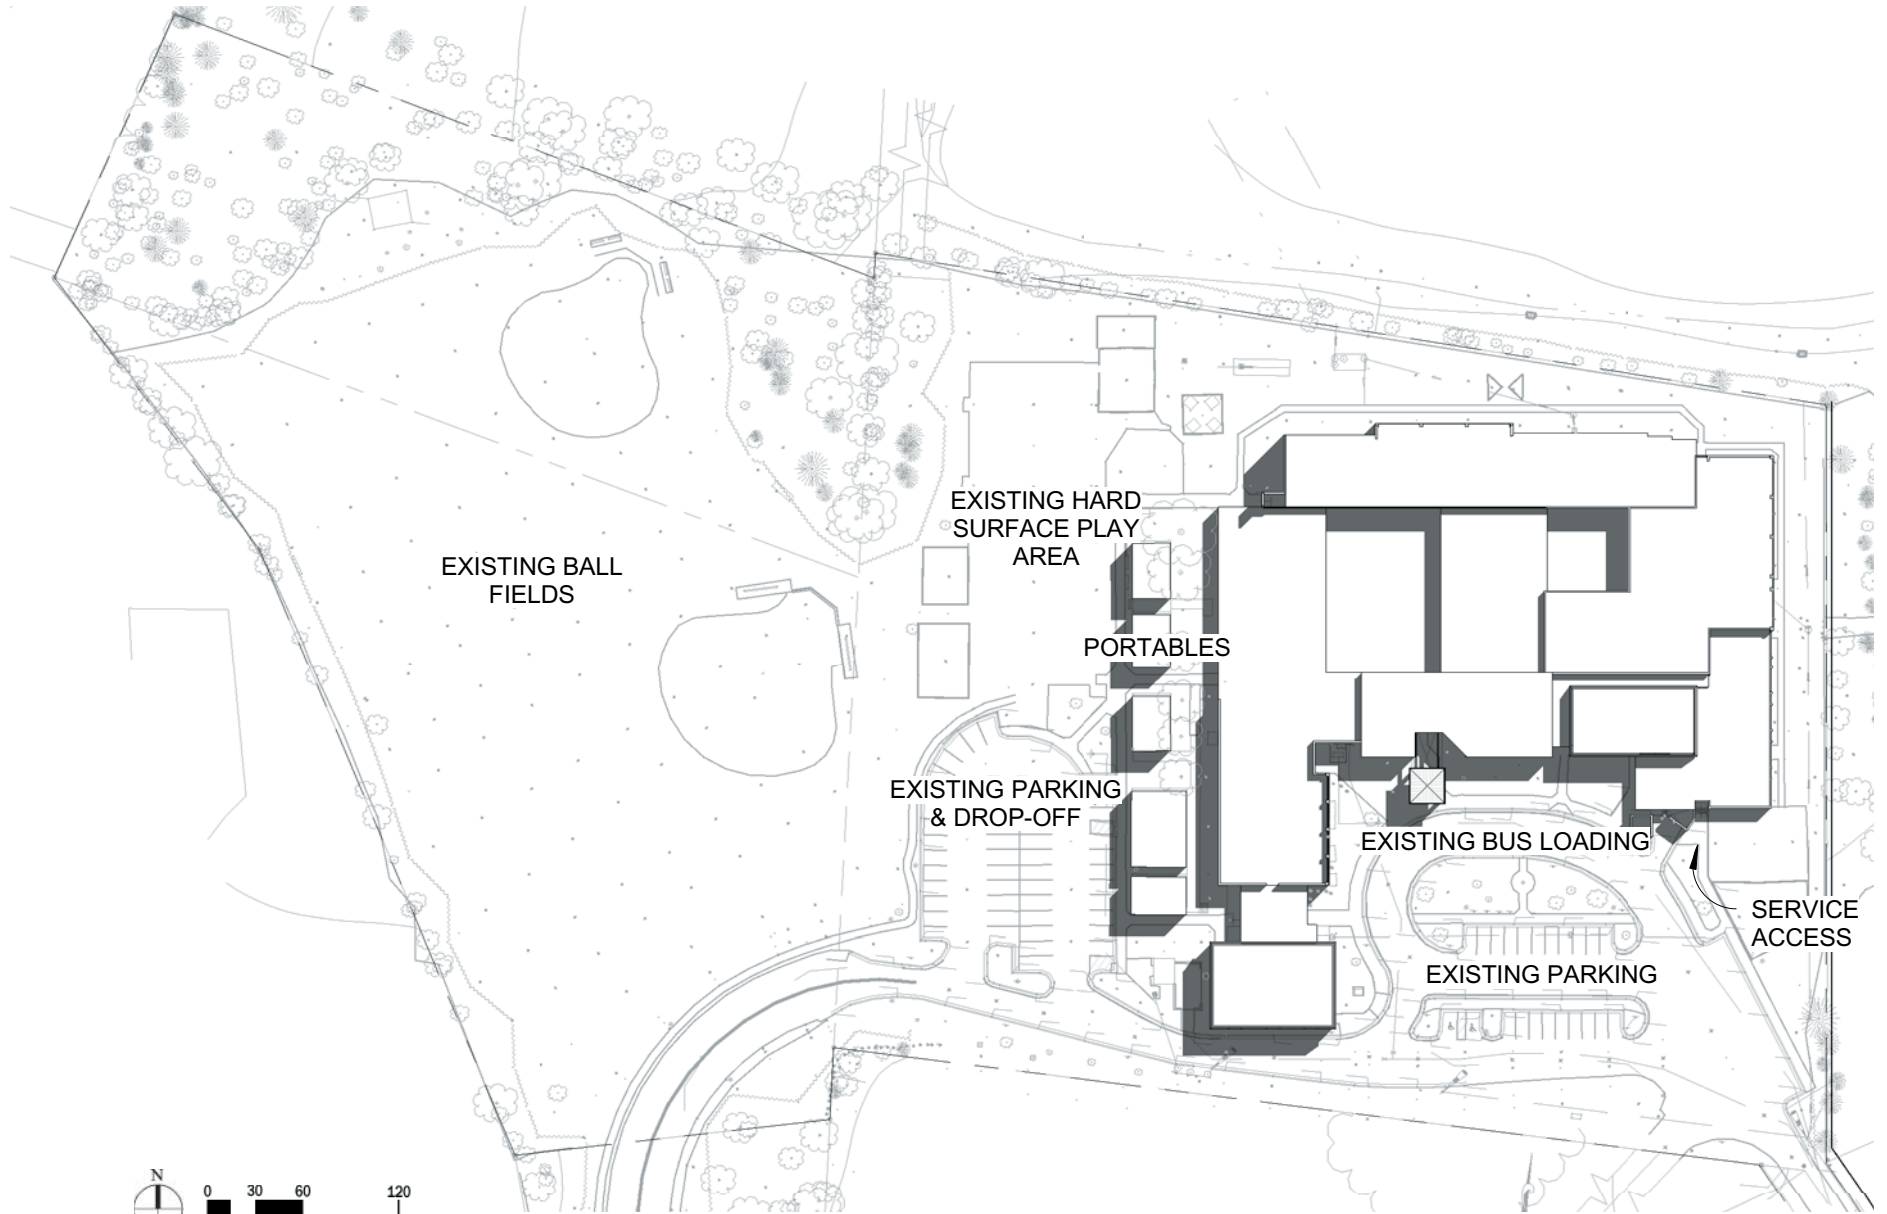 EXISTING HARD
SURFACE PLAY
AREA
EXISTING BALL
FIELDS
PORTABLES
EXISTING PARKING
& DROP-OFF
EXISTING BUS LOADING
SERVICE
ACCESS
EXISTING PARKING
N
0 30 60 120